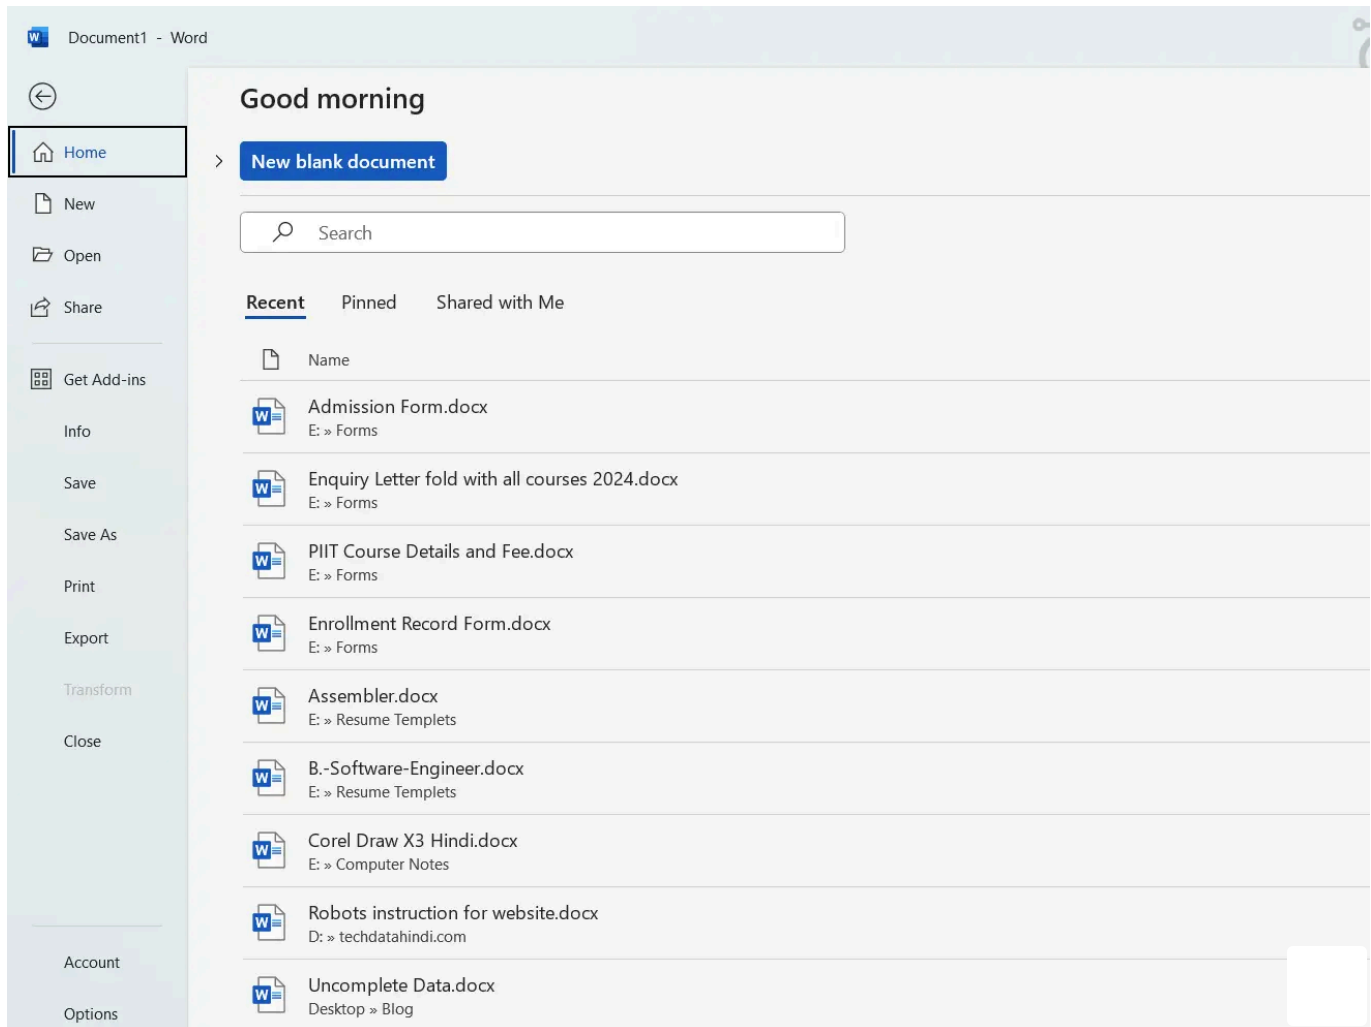 Document1 - Word
Good morning
Home
New blank document
New
Search
Open
Share
Recent Pinned Shared with Me
Name
Get Add-ins
Admission Form.docx
E: » Forms
Info
Enquiry Letter fold with all courses 2024.docx
E: » Forms
Save
Save As
PIIT Course Details and Fee.docx
E: » Forms
Print
Enrollment Record Form.docx
E: » Forms
Export
Transform
Assembler.docx
E: » Resume Templets
Close
B.-Software-Engineer.docx
E: » Resume Templets
Corel Draw X3 Hindi.docx
E: » Computer Notes
Robots instruction for website.docx
D: » techdatahindi.com
Account
Uncomplete Data.docx
Desktop » Blog
Options